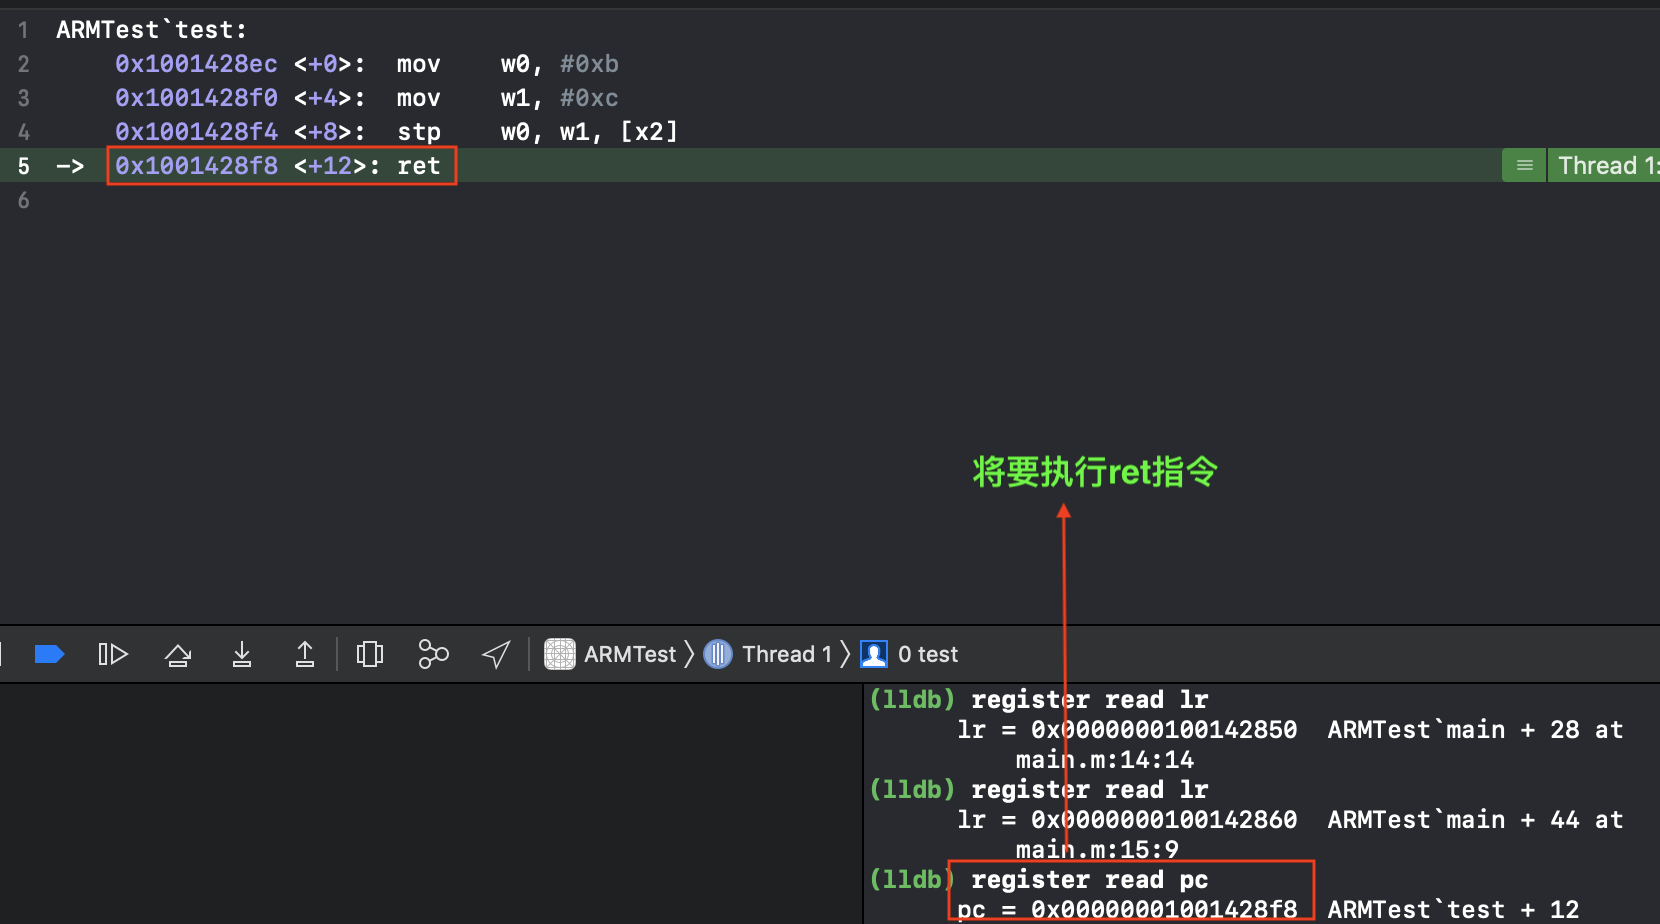 1 ARMTest`test:
2 0x1001428ec <+0>: mov w0, #0xb
3 0x1001428f0 <+4>: mov w1, #0xc
4 0x1001428f4 <+8>: stp w0, w1, [x2]
5 -> 0x1001428f8 <+12>: ret Thread 1:
6
将要执行ret指令
ARMTest Thread 1 0 test
(lldb) register read lr
lr = 0x0000000100142850 ARMTest`main + 28 at
main.m:14:14
(lldb) register read lr
lr = 0x0000000100142860 ARMTest`main + 44 at
main.m:15:9
(lldb) register read pc
pc = 0x00000001001428f8 ARMTest`test + 12